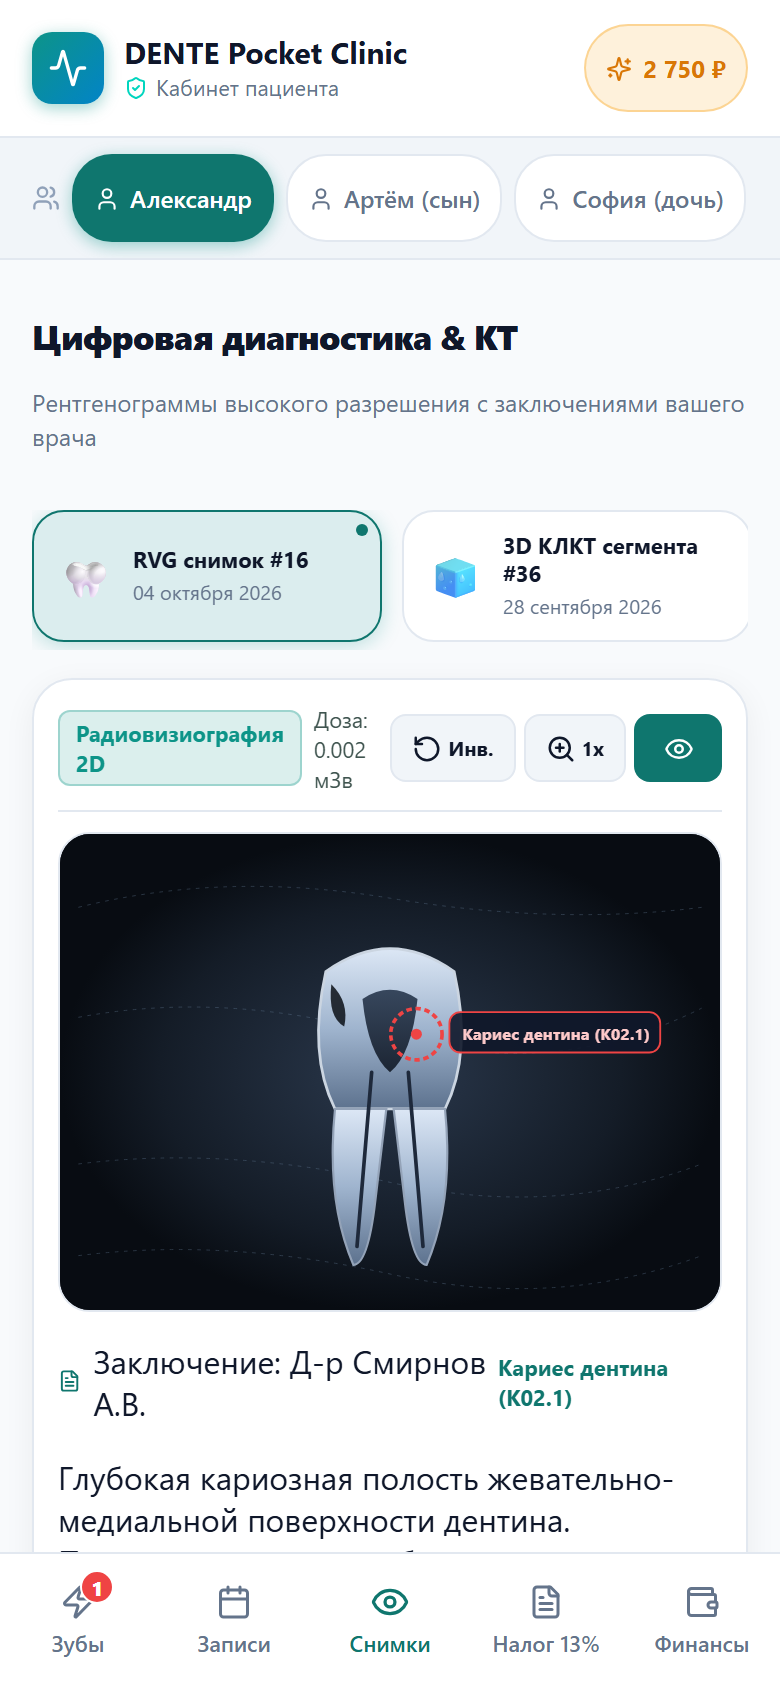 DENTE Pocket Clinic
Кабинет пациента
2 750 ₽
Александр
Артём (сын)
София (дочь)
Цифровая диагностика & КТ
Рентгенограммы высокого разрешения с заключениями вашего
врача
RVG снимок #16
04 октября 2026
3D КЛКТ сегмента
#36
28 сентября 2026
Радиовизиография
2D
Доза:
0.002
мЗв
Инв.
1x
Кариес дентина (K02.1)
Заключение: Д-р Смирнов
А.В.
Кариес дентина
(K02.1)
Глубокая кариозная полость жевательно-
медиальной поверхности дентина.
1
Зубы
Записи
Снимки
Налог 13%
Финансы